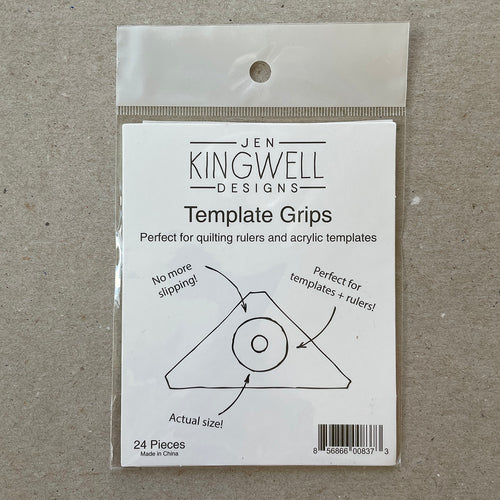 JEN
KINGWELL
DESIGNS
Template Grips
Perfect for quilting rulers and acrylic templates
No more
slipping!
Perfect for
templates + rulers!
Actual size!
24 Pieces
Made in China
8 56866 00837 3